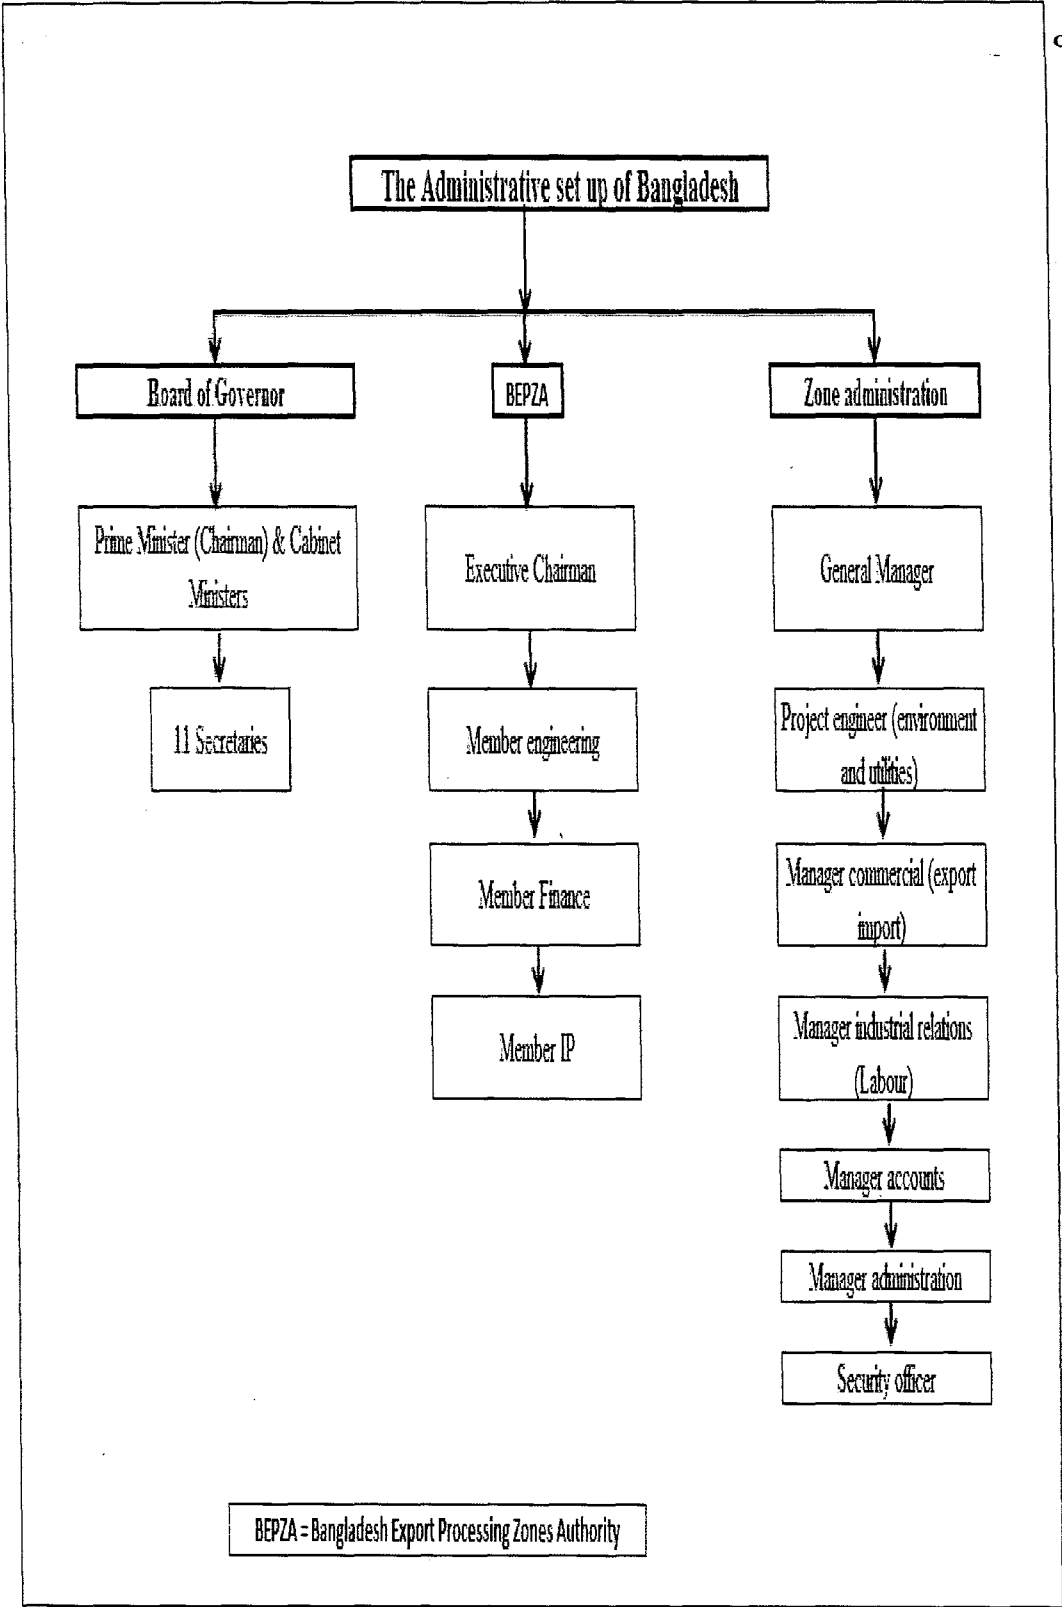 The Administrative set up of Bangladesh
Board of Governor
BEPZA
Zone administration
Prime Minister (Chairman) & Cabinet
Ministers
Executive Chairman
General Manager
11 Secretaries
Member engineering
Project engineer (environment
and utilities)
Member Finance
Manager commercial (export
import)
Member IP
Manager industrial relations
(Labour)
Manager accounts
Manager administration
Security officer
BEPZA = Bangladesh Export Processing Zones Authority